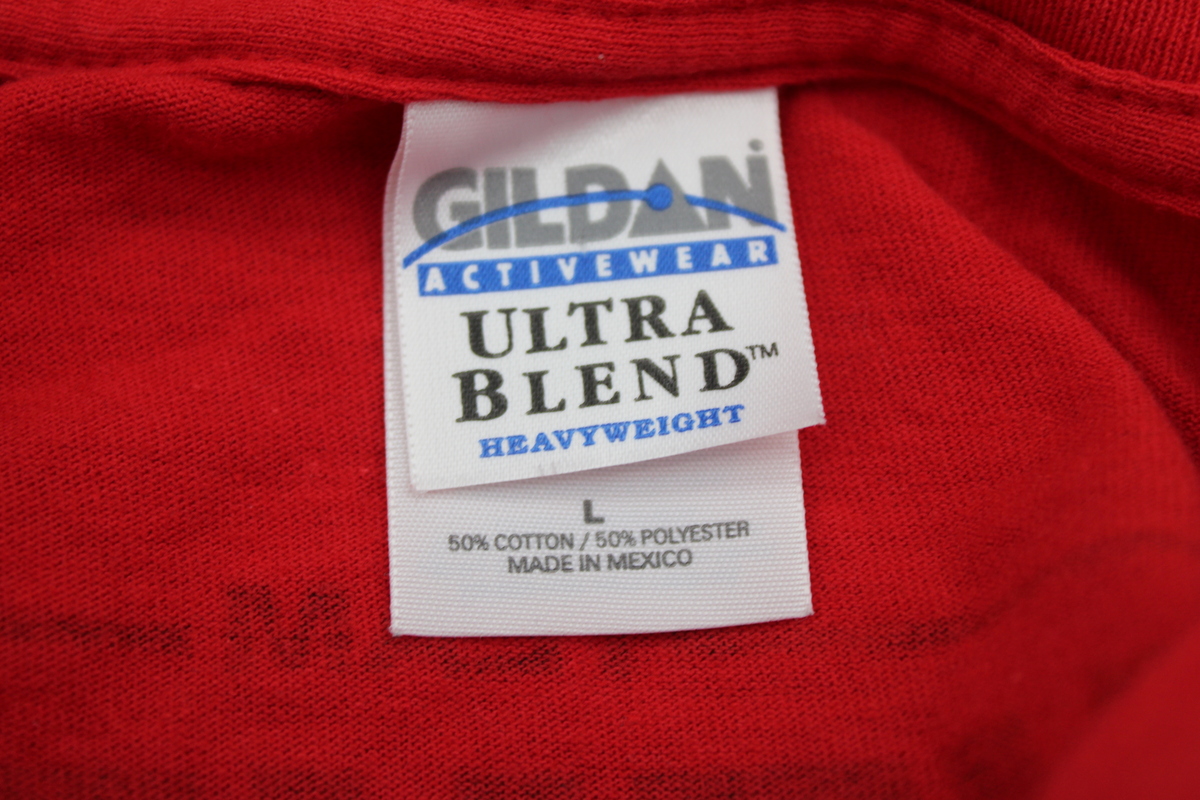 GILDAN
ACTIVEWEAR
ULTRA
BLEND™
HEAVYWEIGHT
L
50% COTTON / 50% POLYESTER
MADE IN MEXICO